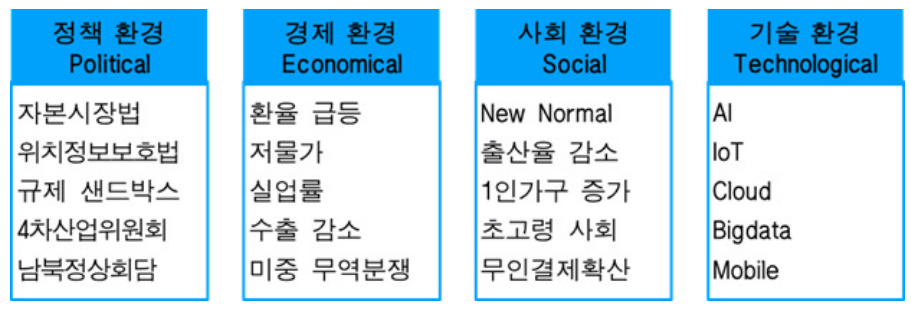 정책 환경
Political
자본시장법
위치정보보호법
규제 샌드박스
4차산업위원회
남북정상회담
경제 환경
Economical
환율 급등
저물가
실업률
수출 감소
미중 무역분쟁
사회 환경
Social
New Normal
출산율 감소
1인가구 증가
초고령 사회
무인결제확산
기술 환경
Technological
AI
IoT
Cloud
Bigdata
Mobile